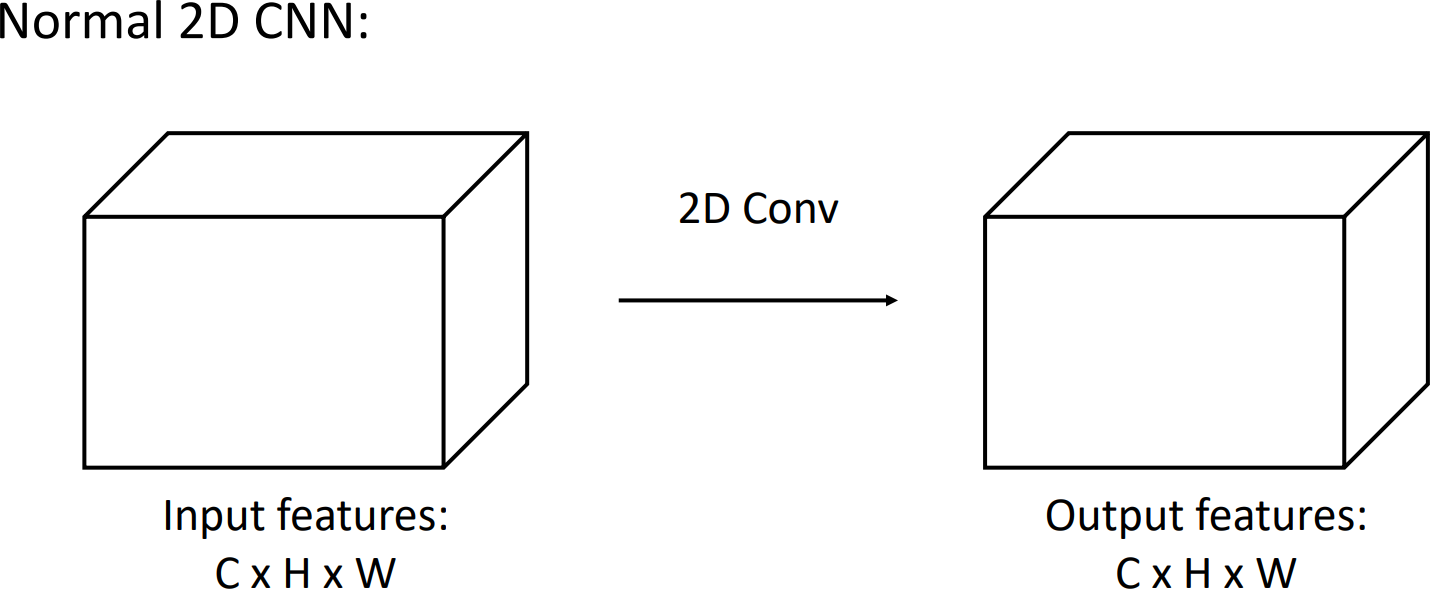 Normal 2D CNN:
2D Conv
Input features:
C x H x W
Output features:
C x H x W